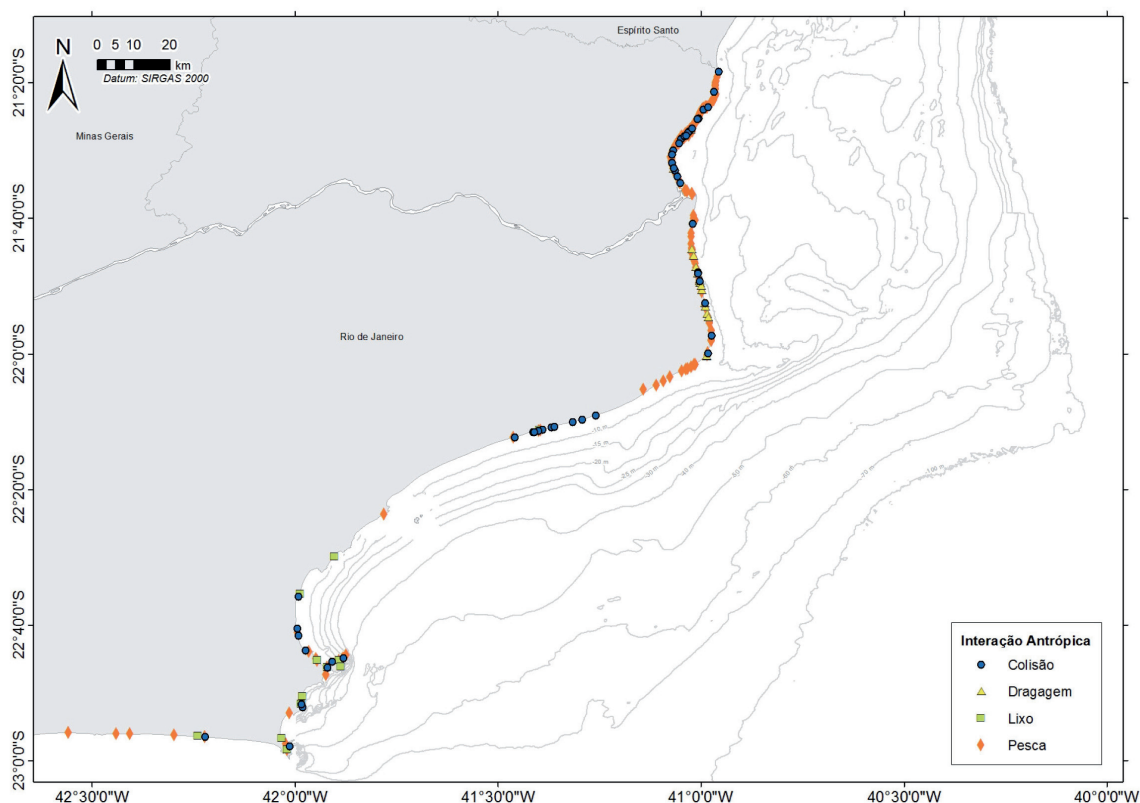 Espírito Santo
N
0 5 10 20
km
Datum: SIRGAS 2000
Minas Gerais
Rio de Janeiro
21°20'0"S
21°40'0"S
22°0'0"S
22°20'0"S
22°40'0"S
23°0'0"S
-100 m
Interação Antrópica
Colisão
Dragagem
Lixo
Pesca
42°30'0"W
42°0'0"W
41°30'0"W
41°0'0"W
40°30'0"W
40°0'0"W